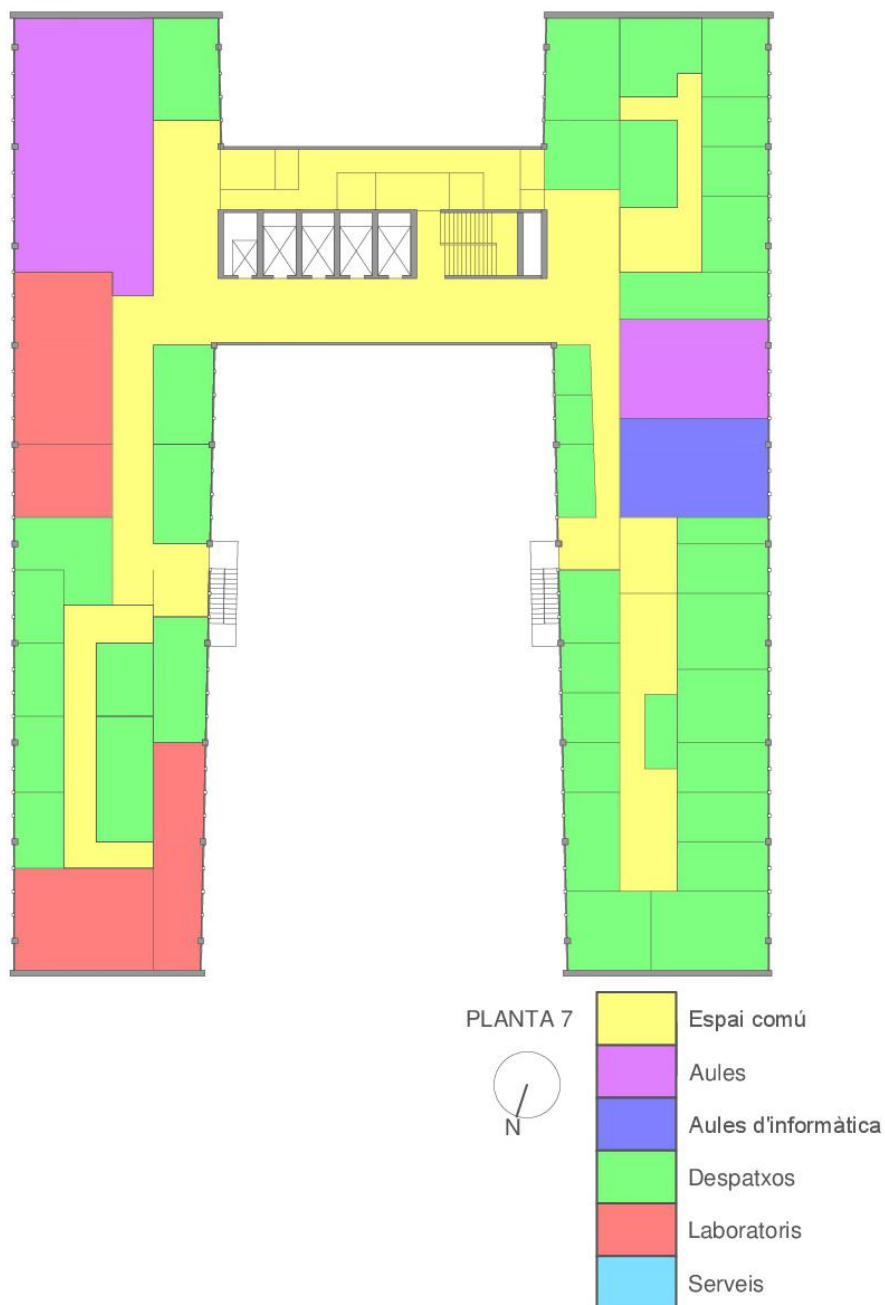 PLANTA 7
N
Espai comú
Aules
Aules d'informàtica
Despatxos
Laboratoris
Serveis